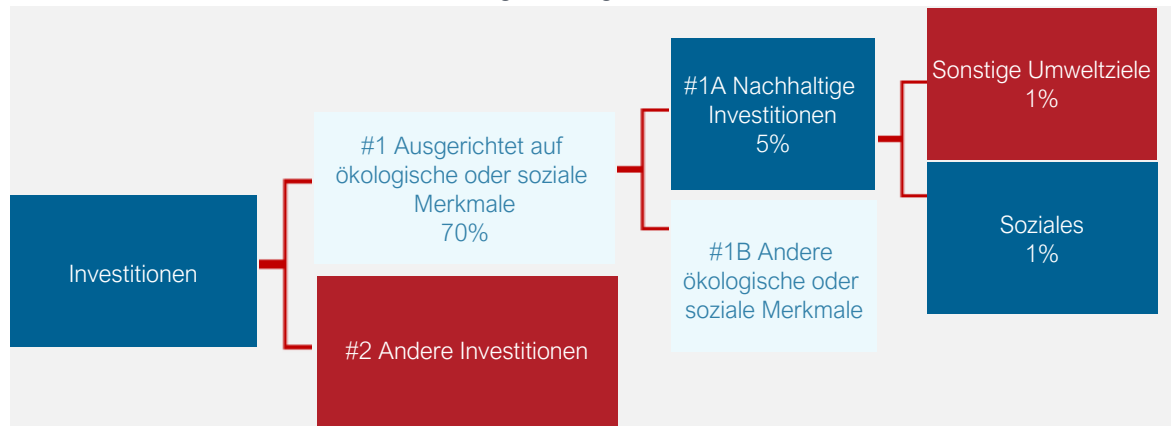 Investitionen
#1 Ausgerichtet auf
ökologische oder soziale
Merkmale
70%
#2 Andere Investitionen
#1A Nachhaltige
Investitionen
5%
#1B Andere
ökologische oder
soziale Merkmale
Sonstige Umweltziele
1%
Soziales
1%